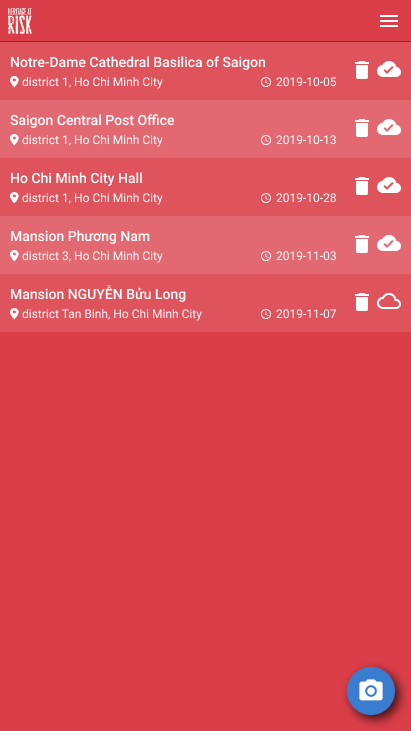 HERITAGE AT
RISK
Notre-Dame Cathedral Basilica of Saigon
district 1, Ho Chi Minh City 2019-10-05
Saigon Central Post Office
district 1, Ho Chi Minh City 2019-10-13
Ho Chi Minh City Hall
district 1, Ho Chi Minh City 2019-10-28
Mansion Phương Nam
district 3, Ho Chi Minh City 2019-11-03
Mansion NGUYỄN Bửu Long
district Tan Binh, Ho Chi Minh City 2019-11-07